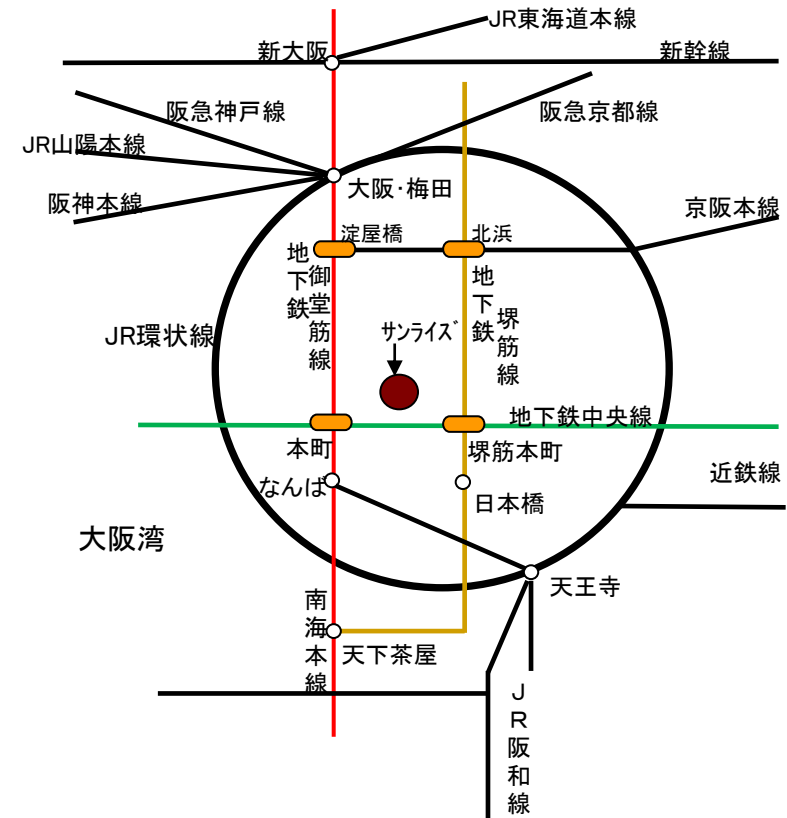 JR東海道本線
新大阪
新幹線
阪急神戸線
阪急京都線
JR山陽本線
大阪・梅田
阪神本線
京阪本線
淀屋橋
北浜
地下鉄
御堂筋線
地下鉄
堺筋線
サンライズ
JR環状線
地下鉄中央線
本町
堺筋本町
近鉄線
なんば
日本橋
大阪湾
天王寺
南海本線
天下茶屋
JR阪和線